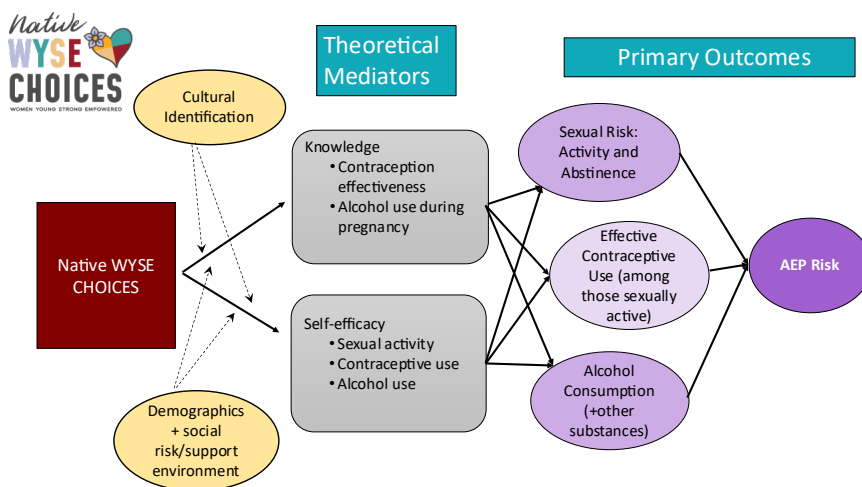 Native
WYSE
CHOICES
WOMEN YOUNG STRONG EMPOWERED
Theoretical
Mediators
Primary Outcomes
Cultural
Identification
Native WYSE
CHOICES
Demographics
+ social
risk/support
environment
Knowledge
• Contraception
effectiveness
• Alcohol use during
pregnancy
Self-efficacy
• Sexual activity
• Contraceptive use
• Alcohol use
Sexual Risk:
Activity and
Abstinence
Effective
Contraceptive
Use (among
those sexually
active)
Alcohol
Consumption
(+other
substances)
AEP Risk